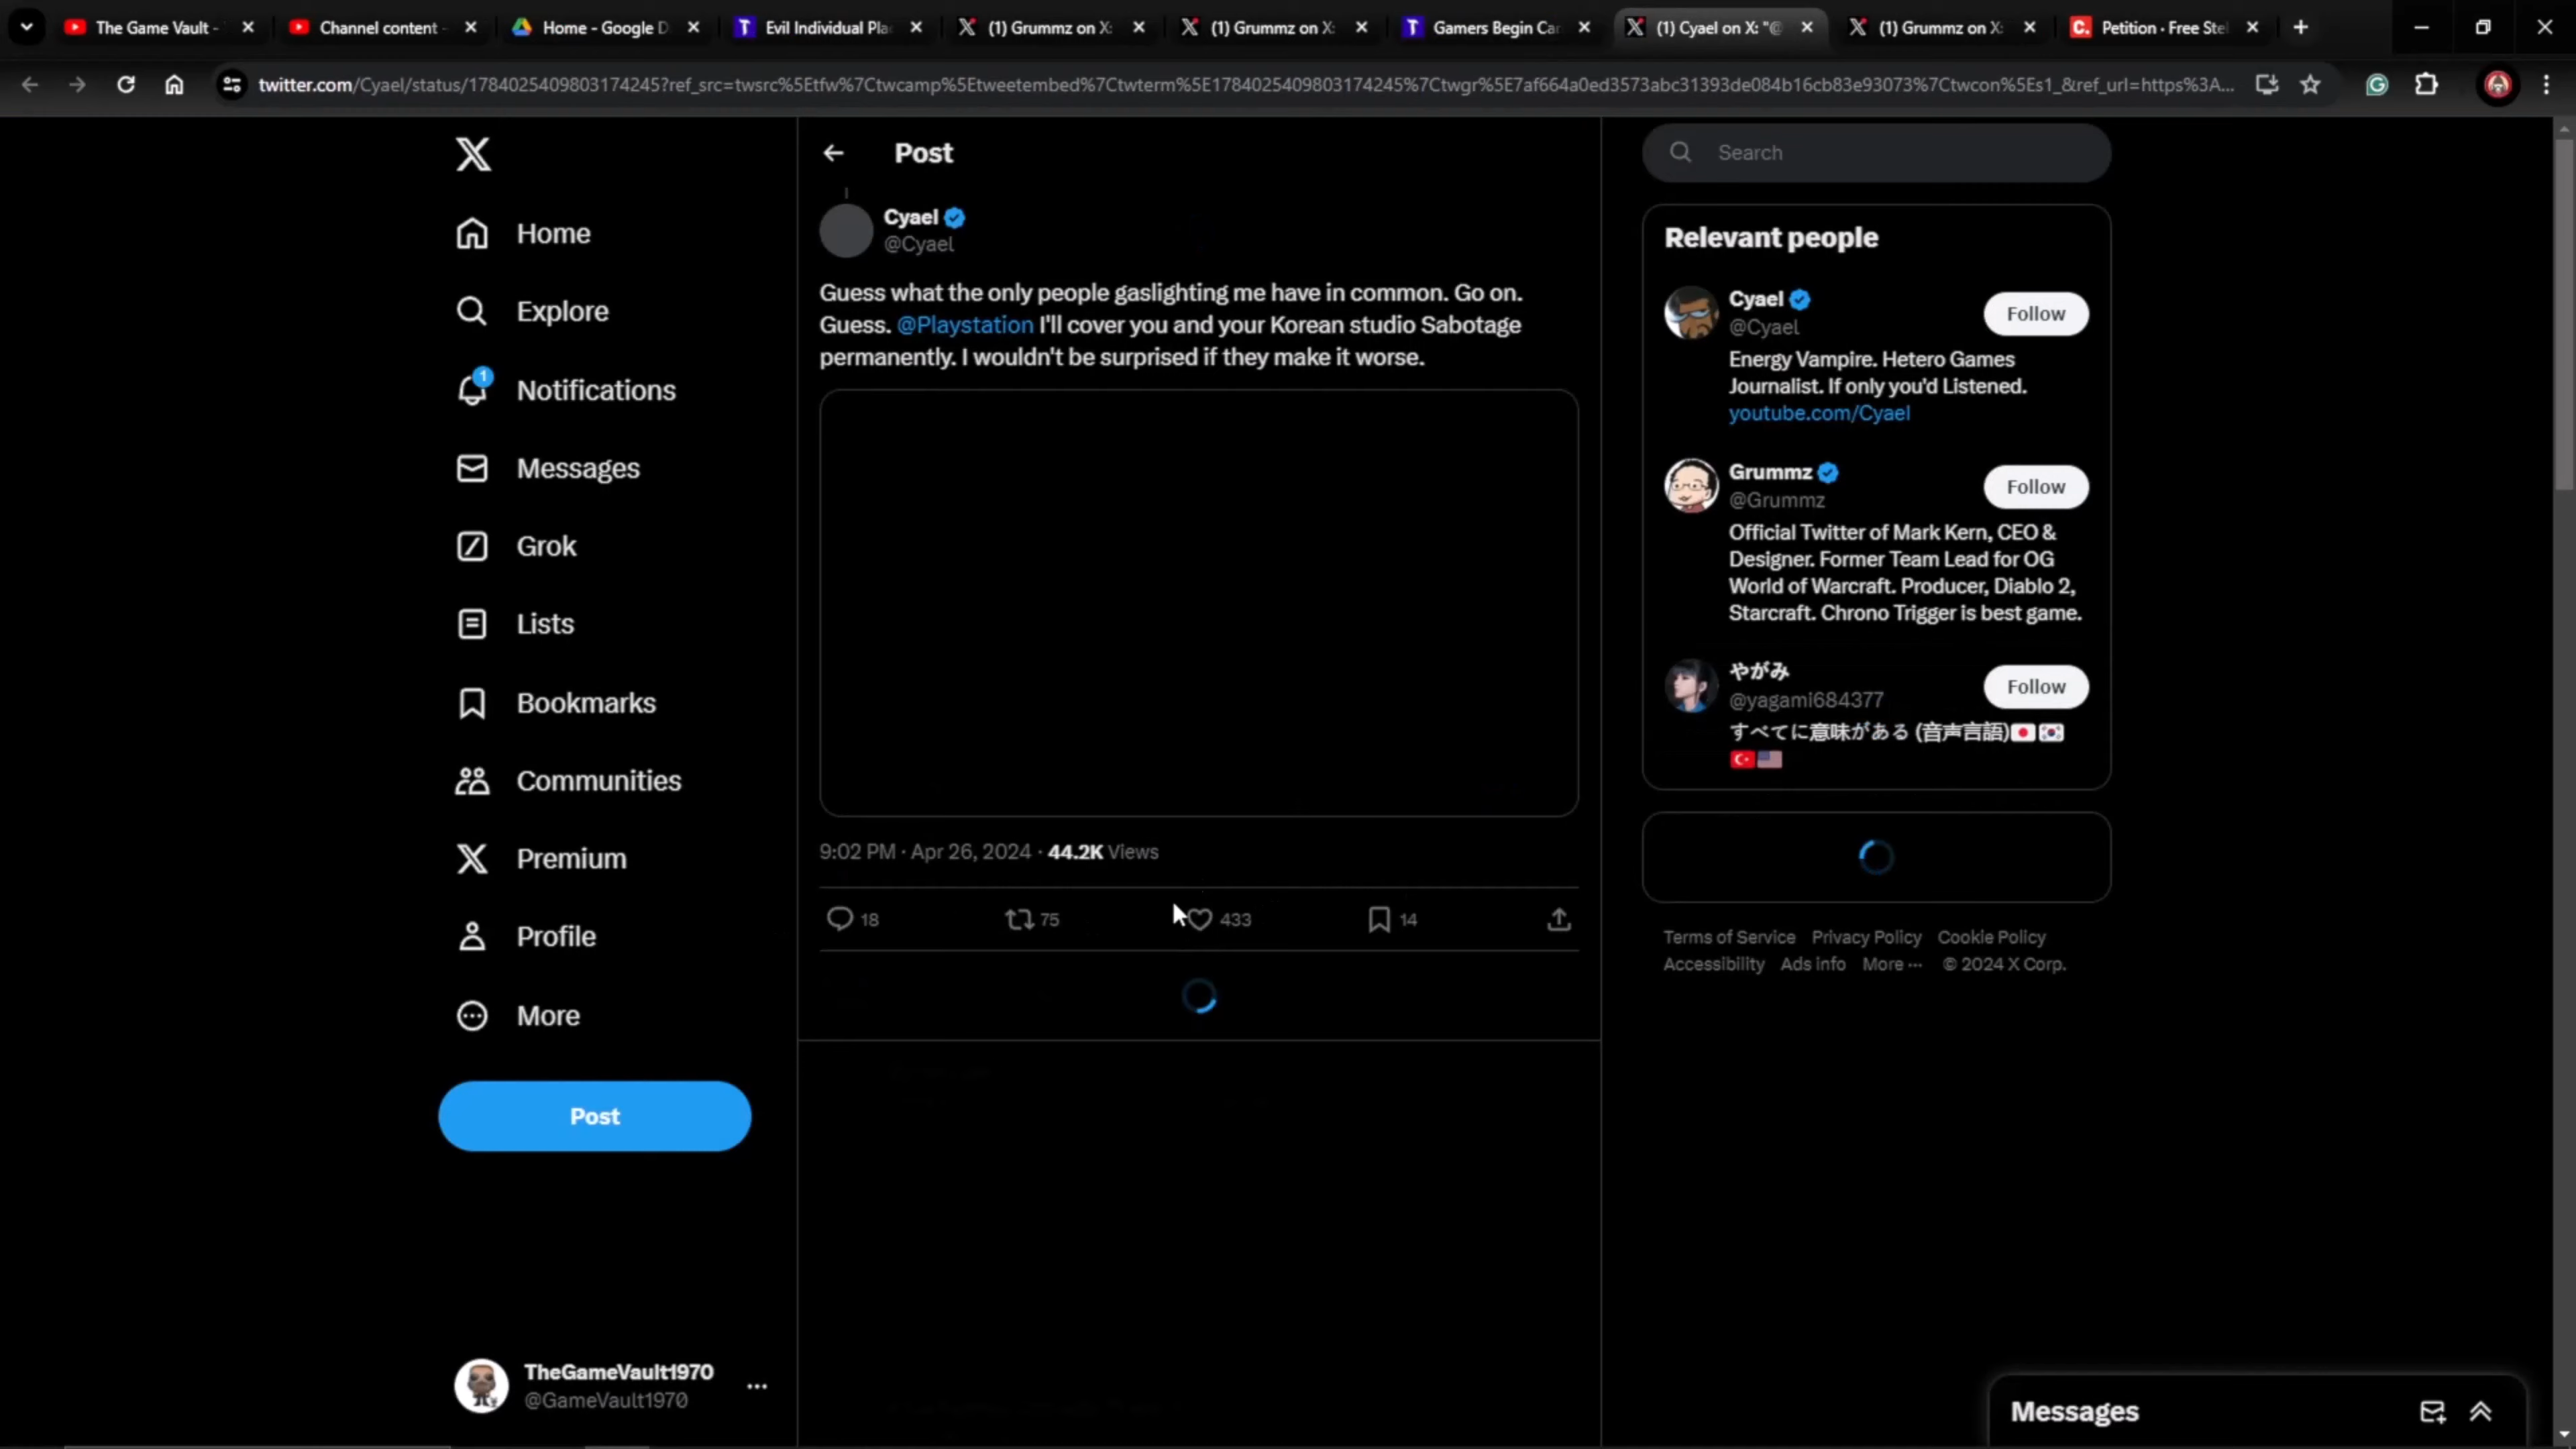 The Game Vault -
Channel content -
Home - Google D
Evil Individual Pla
(1) Grummz on X:
(1) Grummz on X:
Gamers Begin Car
(1) Cyael on X: "@
(1) Grummz on X:
Petition · Free Stel
twitter.com/Cyael/status/1784025409803174245?ref_src=twsrc%5Etfw%7Ctwcamp%5Etweetembed%7Ctwterm%5E1784025409803174245%7Ctwgr%5E7af664a0ed3573abc31393de084b16cb83e93073%7Ctwcon%5Es1_&ref_url=https%3A...
Home
Explore
1
Notifications
Messages
Grok
Lists
Bookmarks
Communities
Premium
Profile
More
Post
TheGameVault1970
@GameVault1970
Post
Cyael
@Cyael
Guess what the only people gaslighting me have in common. Go on.
Guess. @Playstation I'll cover you and your Korean studio Sabotage
permanently. I wouldn't be surprised if they make it worse.
9:02 PM · Apr 26, 2024 · 44.2K Views
18 75 433 14
Search
Relevant people
Cyael
@Cyael
Follow
Energy Vampire. Hetero Games
Journalist. If only you'd Listened.
youtube.com/Cyael
Grummz
@Grummz
Follow
Official Twitter of Mark Kern, CEO &
Designer. Former Team Lead for OG
World of Warcraft. Producer, Diablo 2,
Starcraft. Chrono Trigger is best game.
やがみ
@yagami684377
Follow
すべてに意味がある (音声言語)🇯🇵🇰🇷
🇹🇷🇺🇸
Terms of Service Privacy Policy Cookie Policy
Accessibility Ads info More ··· © 2024 X Corp.
Messages